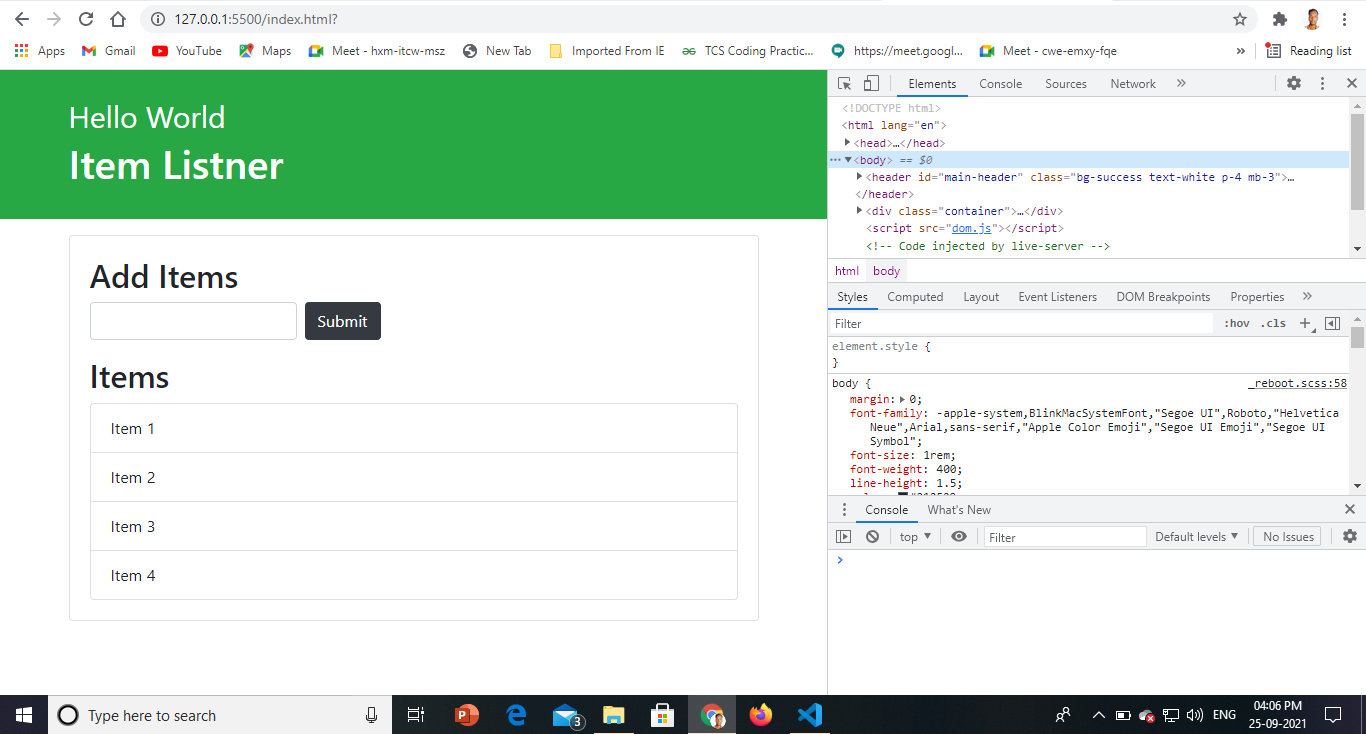 127.0.0.1:5500/index.html?
Apps Gmail YouTube Maps Meet - hxm-itcw-msz New Tab Imported From IE TCS Coding Practic... https://meet.googl... Meet - cwe-emxy-fqe » Reading list
Hello World
Item Listner
Add Items
Submit
Items
Item 1
Item 2
Item 3
Item 4
Elements Console Sources Network »
<!DOCTYPE html>
<html lang="en">
<head>…</head>
<body> == $0
<header id="main-header" class="bg-success text-white p-4 mb-3">…
</header>
<div class="container">…</div>
<script src="dom.js"></script>
<!-- Code injected by live-server -->
html body
Styles Computed Layout Event Listeners DOM Breakpoints Properties »
Filter :hov .cls
element.style {
}
body { _reboot.scss:58
margin: 0;
font-family: -apple-system,BlinkMacSystemFont,"Segoe UI",Roboto,"Helvetica
Neue",Arial,sans-serif,"Apple Color Emoji","Segoe UI Emoji","Segoe UI
Symbol";
font-size: 1rem;
font-weight: 400;
line-height: 1.5;
Console What's New
top Filter Default levels No Issues
Type here to search
3
ENG
04:06 PM
25-09-2021